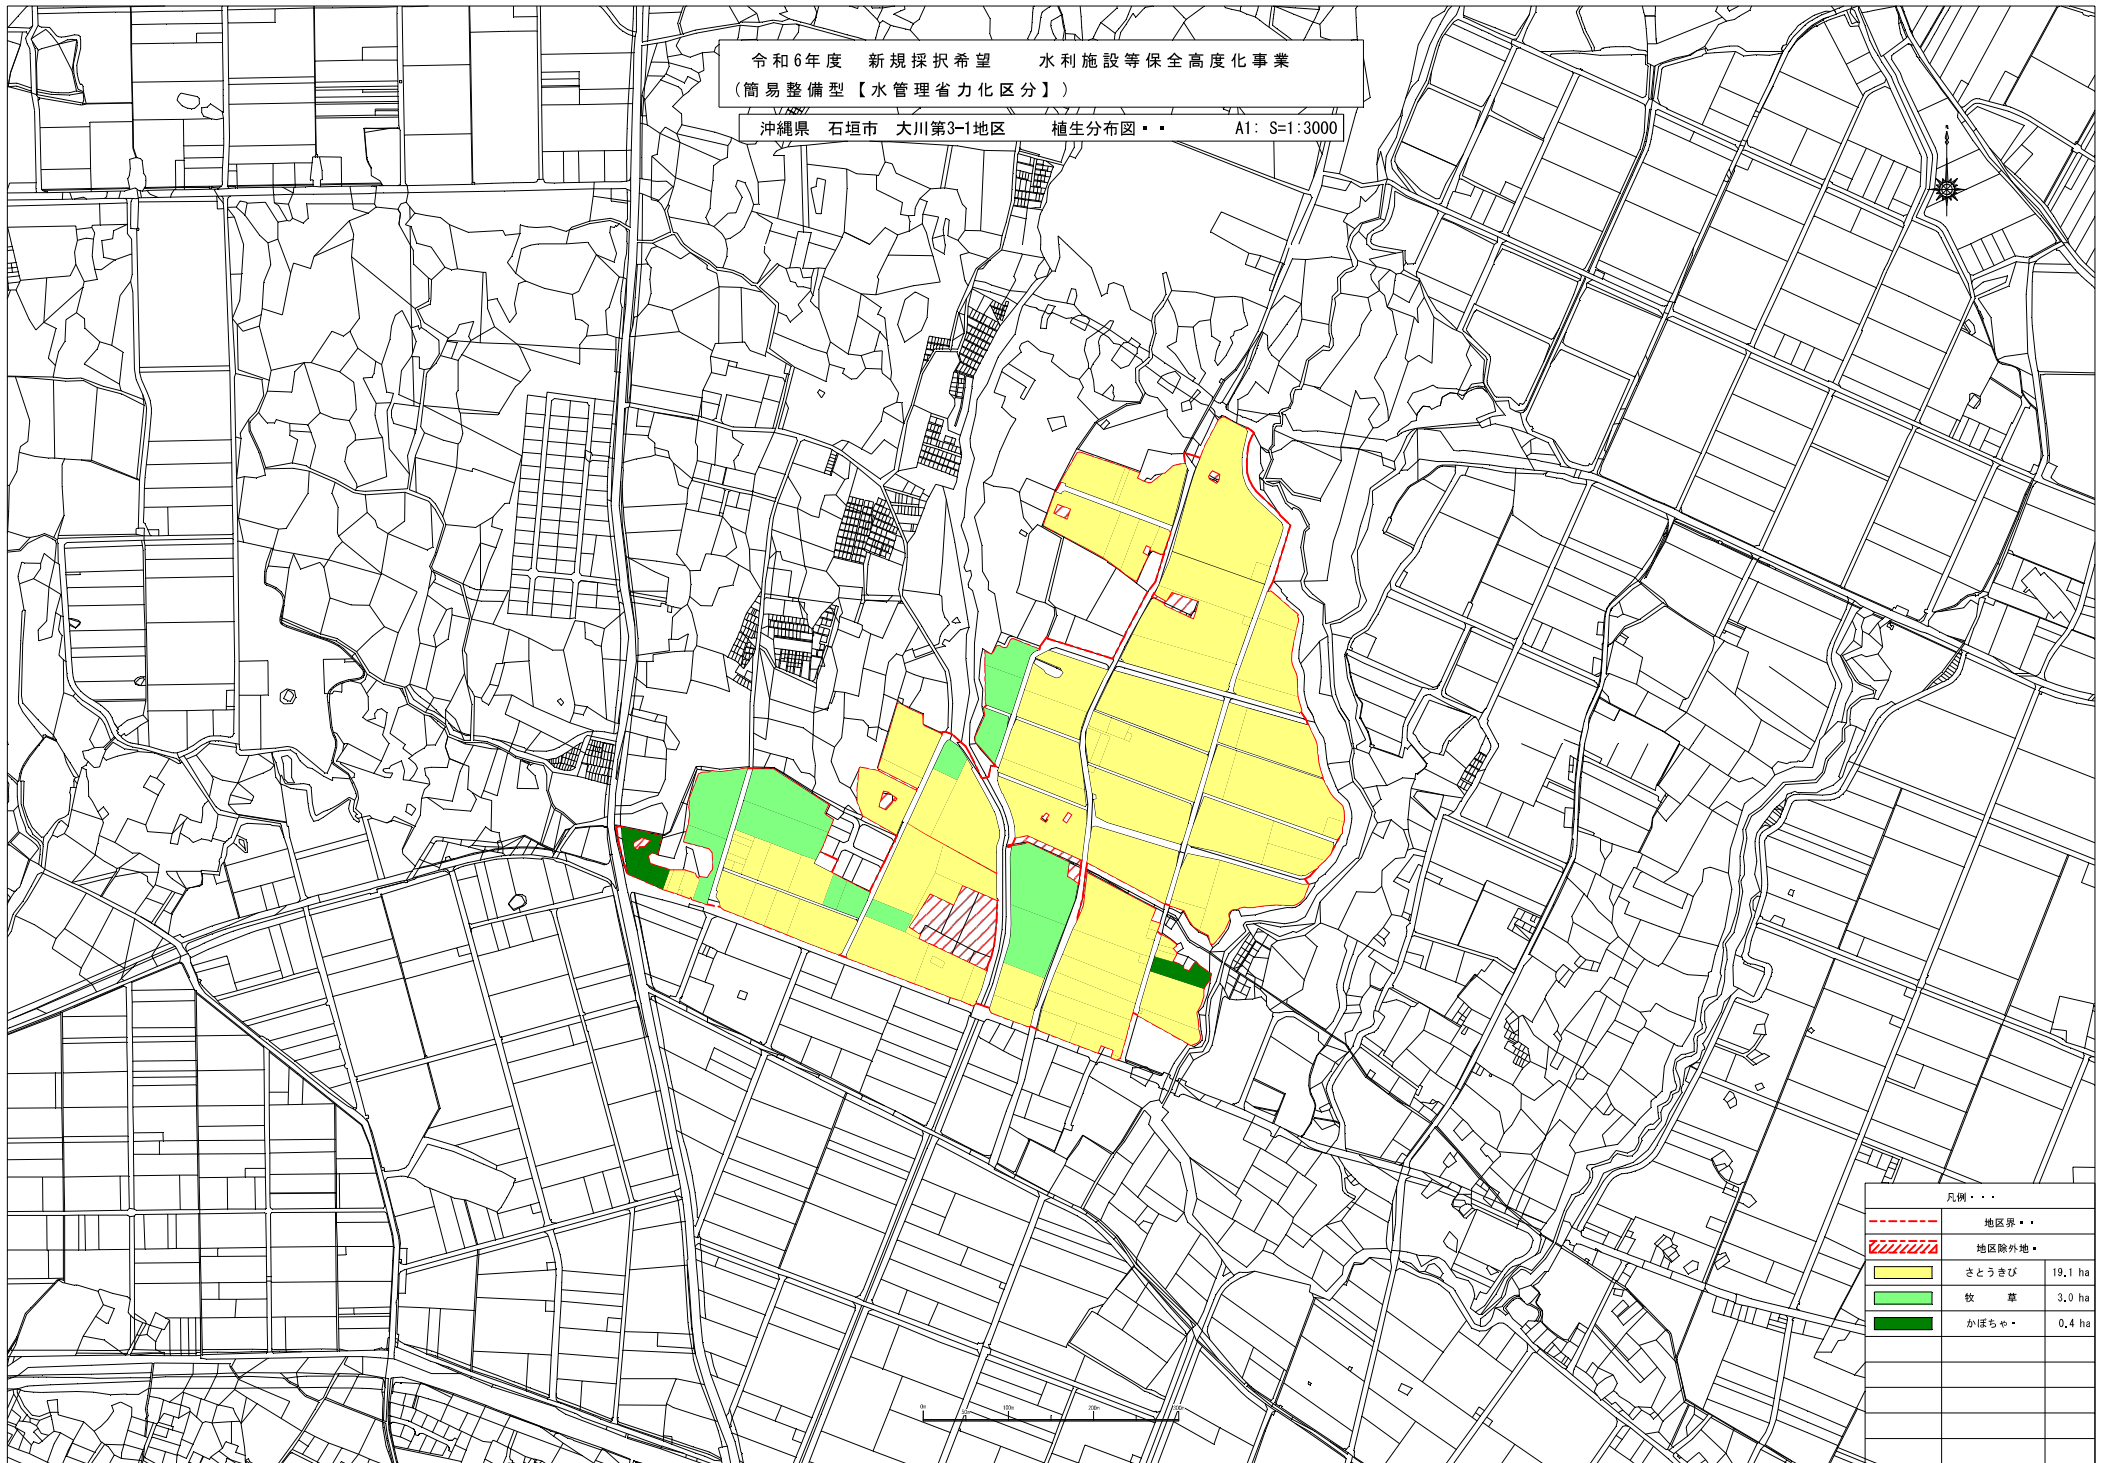 令和6年度　新規採択希望　　水利施設等保全高度化事業
(簡易整備型【水管理省力化区分】)
沖縄県　石垣市　大川第3-1地区　　植生分布図・・　　　A1: S=1:3000
凡例・・・
地区界・・
地区除外地・
さとうきび　19.1 ha
牧　草　3.0 ha
かぼちゃ・　0.4 ha
0m 50m 100m 200m